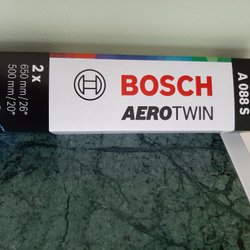 2 x
650 mm / 26"
500 mm / 20"
BOSCH
AEROTWIN
A 088 S